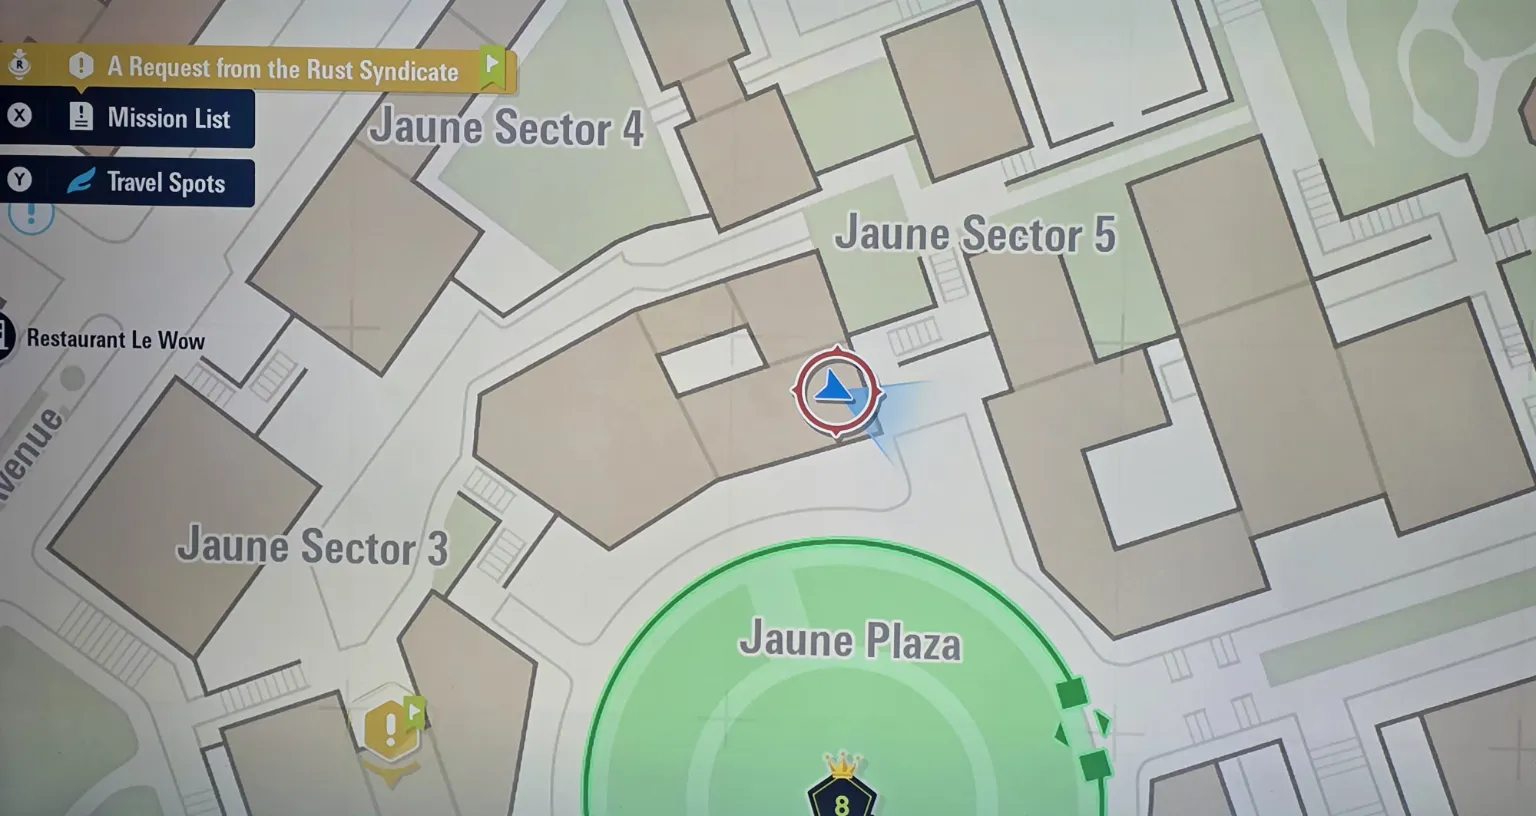 R
A Request from the Rust Syndicate
X
Mission List
Y
Travel Spots
Jaune Sector 4
Jaune Sector 5
Restaurant Le Wow
Jaune Sector 3
Jaune Plaza
8